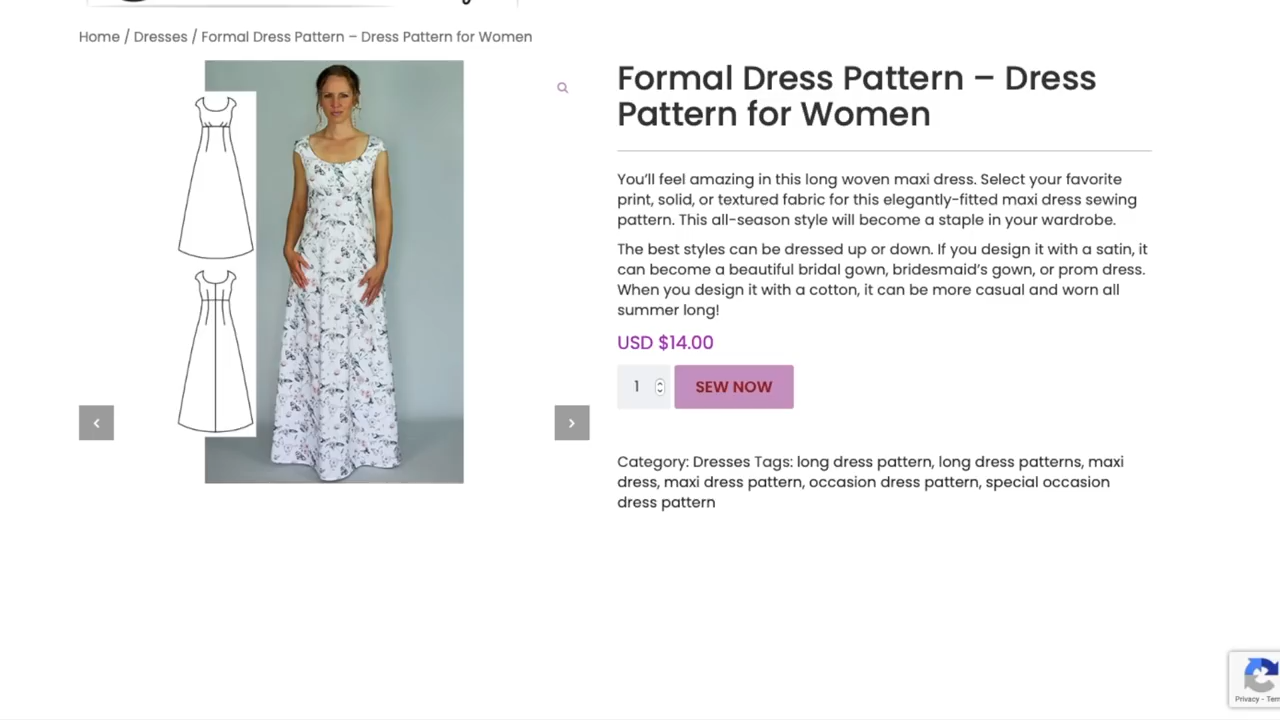 Home / Dresses / Formal Dress Pattern – Dress Pattern for Women
Formal Dress Pattern – Dress
Pattern for Women
You’ll feel amazing in this long woven maxi dress. Select your favorite
print, solid, or textured fabric for this elegantly-fitted maxi dress sewing
pattern. This all-season style will become a staple in your wardrobe.
The best styles can be dressed up or down. If you design it with a satin, it
can become a beautiful bridal gown, bridesmaid’s gown, or prom dress.
When you design it with a cotton, it can be more casual and worn all
summer long!
USD $14.00
1
SEW NOW
Category: Dresses Tags: long dress pattern, long dress patterns, maxi
dress, maxi dress pattern, occasion dress pattern, special occasion
dress pattern
Privacy - Tem